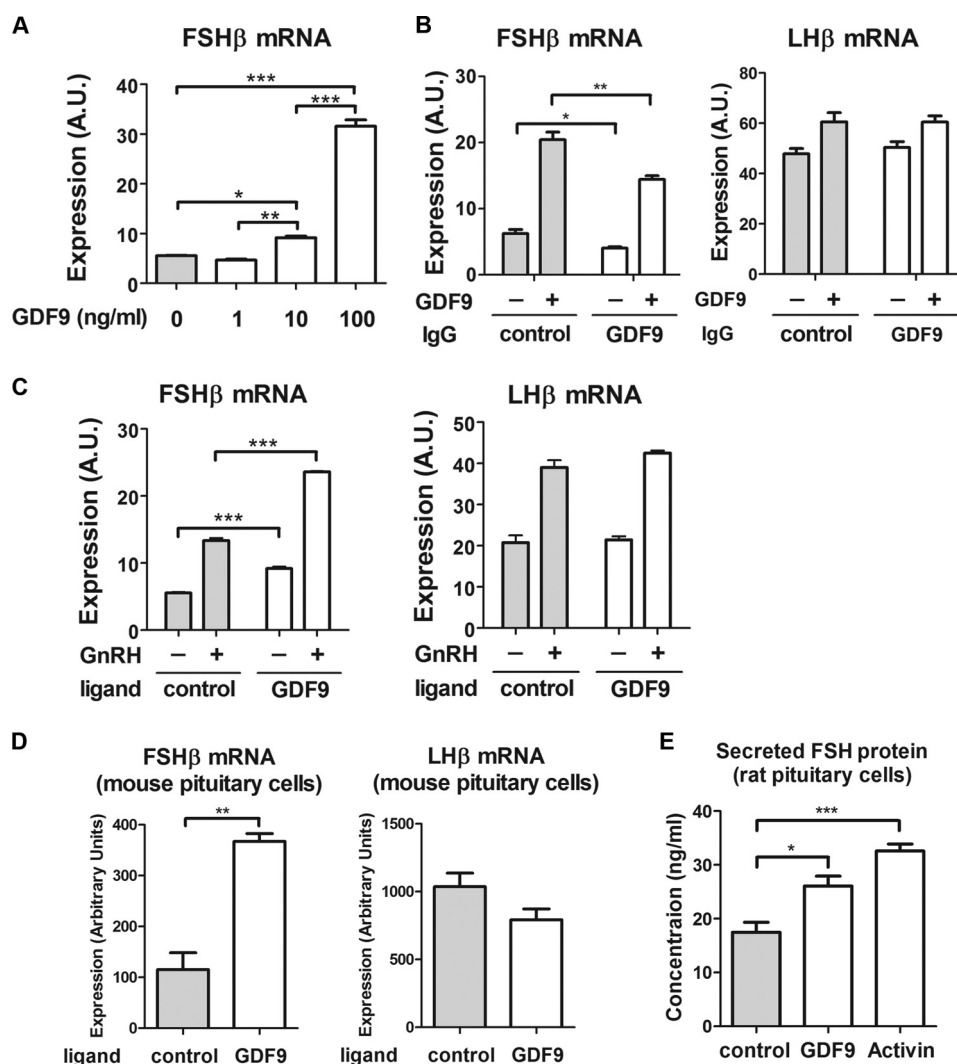 A
FSHβ mRNA
Expression (A.U.)
40
30
20
10
0
***
***
*
**
GDF9 (ng/ml) 0 1 10 100
B
FSHβ mRNA
Expression (A.U.)
20
10
0
**
*
GDF9 – + – +
IgG control GDF9
LHβ mRNA
Expression (A.U.)
80
60
40
20
0
GDF9 – + – +
IgG control GDF9
C
FSHβ mRNA
Expression (A.U.)
30
20
10
0
***
***
GnRH – + – +
ligand control GDF9
LHβ mRNA
Expression (A.U.)
50
40
30
20
10
0
GnRH – + – +
ligand control GDF9
D
FSHβ mRNA
(mouse pituitary cells)
Expression (Arbitrary Units)
400
300
200
100
0
**
ligand control GDF9
LHβ mRNA
(mouse pituitary cells)
Expression (Arbitrary Units)
1500
1000
500
0
ligand control GDF9
E
Secreted FSH protein
(rat pituitary cells)
Concentraion (ng/ml)
40
30
20
10
0
***
*
control GDF9 Activin